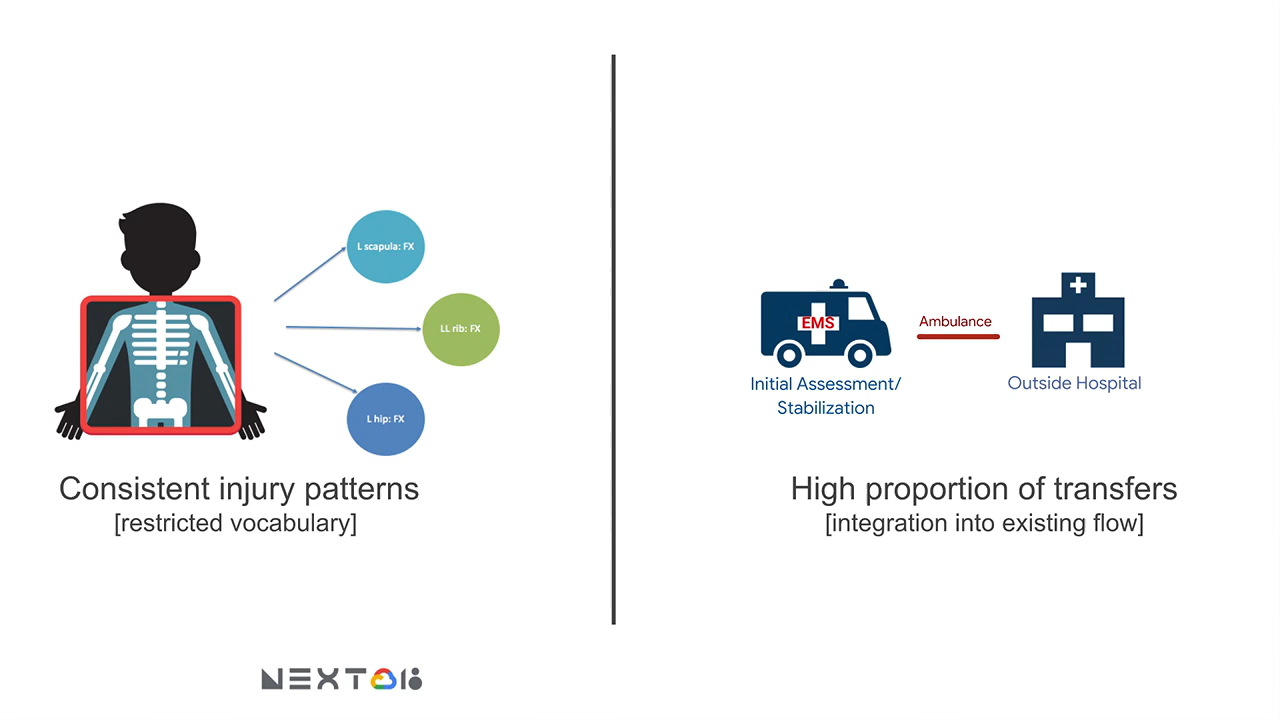 L scapula: FX
LL rib: FX
L hip: FX
Consistent injury patterns
[restricted vocabulary]
EMS
Ambulance
Initial Assessment/
Stabilization
Outside Hospital
High proportion of transfers
[integration into existing flow]
NEXT 18